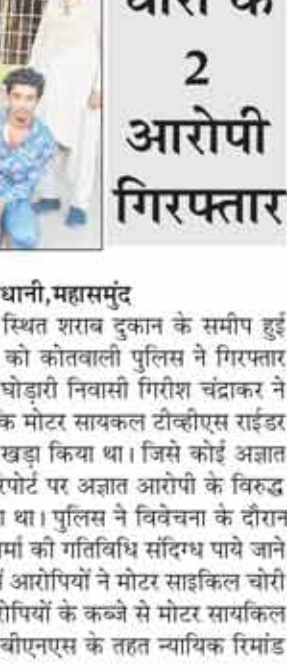 चोरी के
2
आरोपी
गिरफ्तार
धानी,महासमुंद
स्थित शराब दुकान के समीप हुई
को कोतवाली पुलिस ने गिरफ्तार
घोड़ारी निवासी गिरीश चंद्राकर ने
कि मोटर सायकल टीव्हीएस राईडर
खड़ा किया था। जिसे कोई अज्ञात
रपोर्ट पर अज्ञात आरोपी के विरुद्ध
ा था। पुलिस ने विवेचना के दौरान
र्मा की गतिविधि संदिग्ध पाये जाने
ं आरोपियों ने मोटर साइकिल चोरी
रोपियों के कब्जे से मोटर सायकिल
बीएनएस के तहत न्यायिक रिमांड